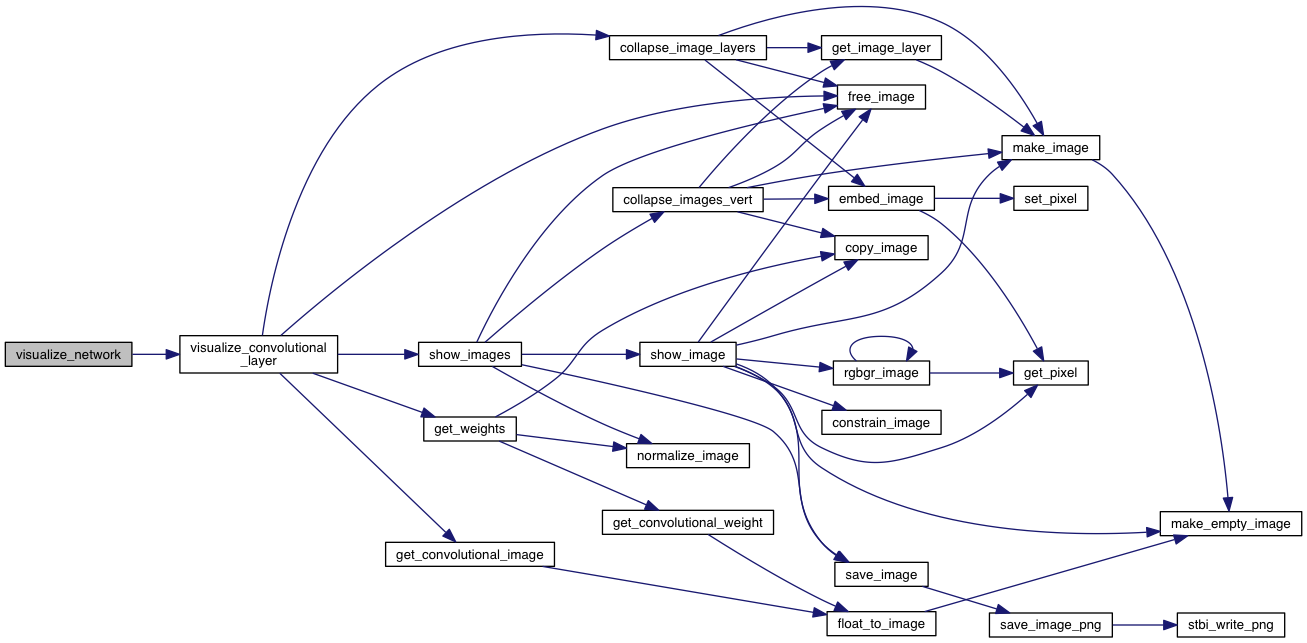 visualize_network
visualize_convolutional
_layer
collapse_image_layers
get_image_layer
free_image
make_image
collapse_images_vert
embed_image
set_pixel
copy_image
show_images
show_image
rgbgr_image
get_pixel
constrain_image
get_weights
normalize_image
get_convolutional_weight
make_empty_image
get_convolutional_image
save_image
float_to_image
save_image_png
stbi_write_png